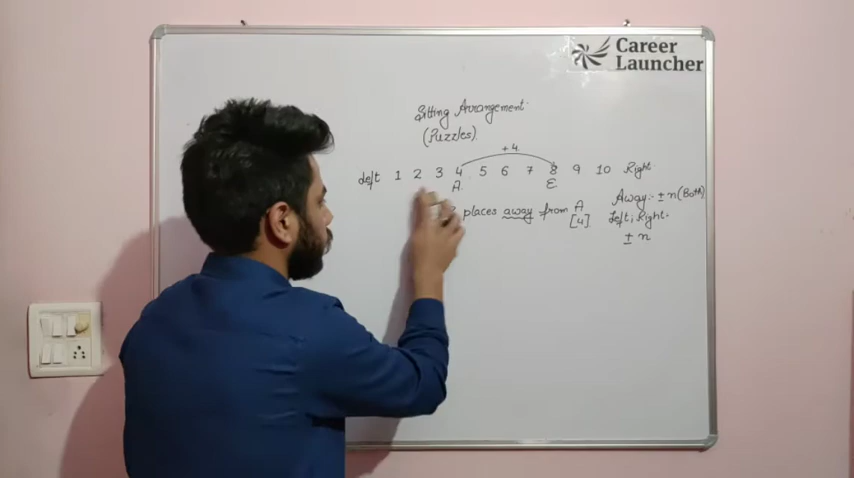 Career
Launcher
Sitting Arrangement.
(Puzzles).
+4
Left 1 2 3 4 5 6 7 8 9 10 Right
A. E
places away from A
[4]
Away:- ±n (Both)
Left; Right.
± n